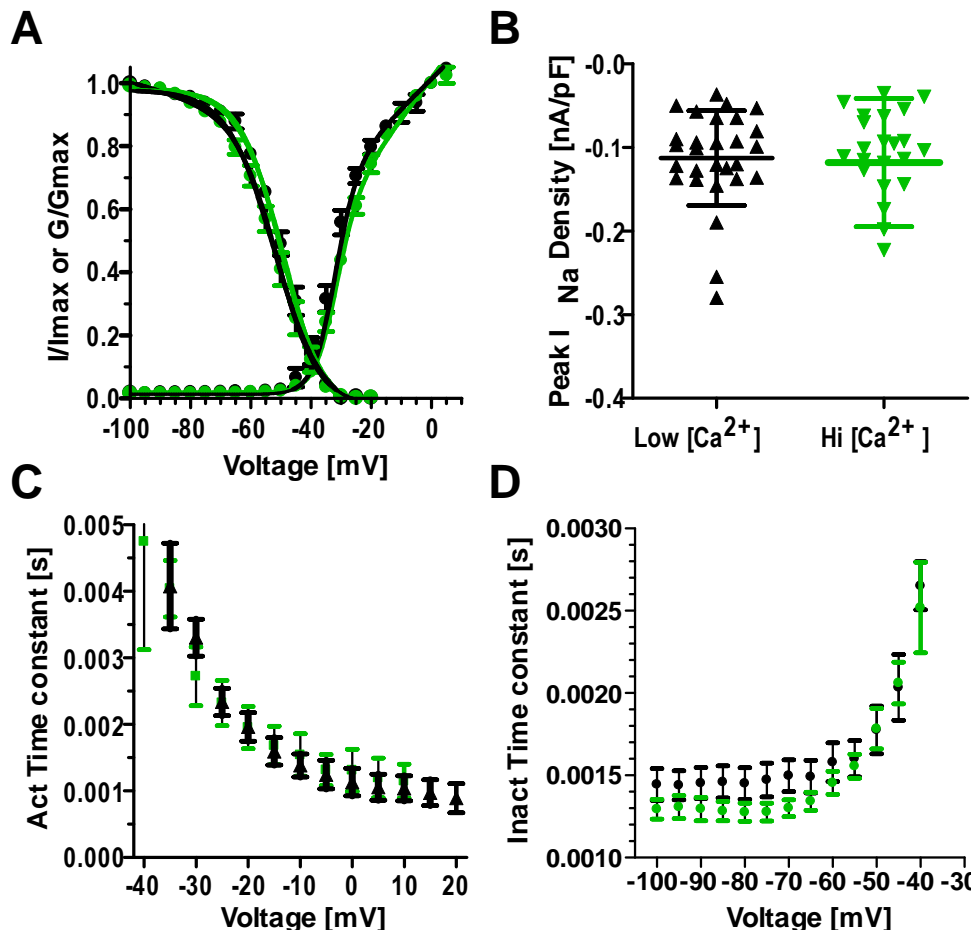 A
I/Imax or G/Gmax
1.0
0.8
0.6
0.4
0.2
0.0
-100 -80 -60 -40 -20 0
Voltage [mV]
B
Peak I Na Density [nA/pF]
-0.0
-0.1
-0.2
-0.3
-0.4
Low [Ca2+] Hi [Ca2+ ]
C
Act Time constant [s]
0.005
0.004
0.003
0.002
0.001
0.000
-40 -30 -20 -10 0 10 20
Voltage [mV]
D
Inact Time constant [s]
0.0030
0.0025
0.0020
0.0015
0.0010
-100 -90 -80 -70 -60 -50 -40 -30
Voltage [mV]